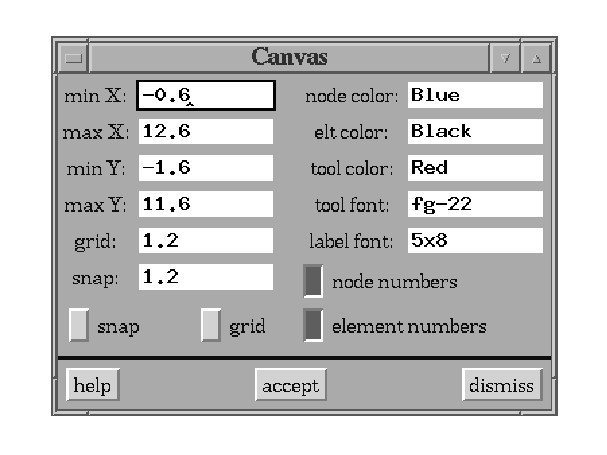 Canvas
min X: -0.6 node color: Blue
max X: 12.6 elt color: Black
min Y: -1.6 tool color: Red
max Y: 11.6 tool font: fg-22
grid: 1.2 label font: 5x8
snap: 1.2 node numbers
snap grid element numbers
help accept dismiss